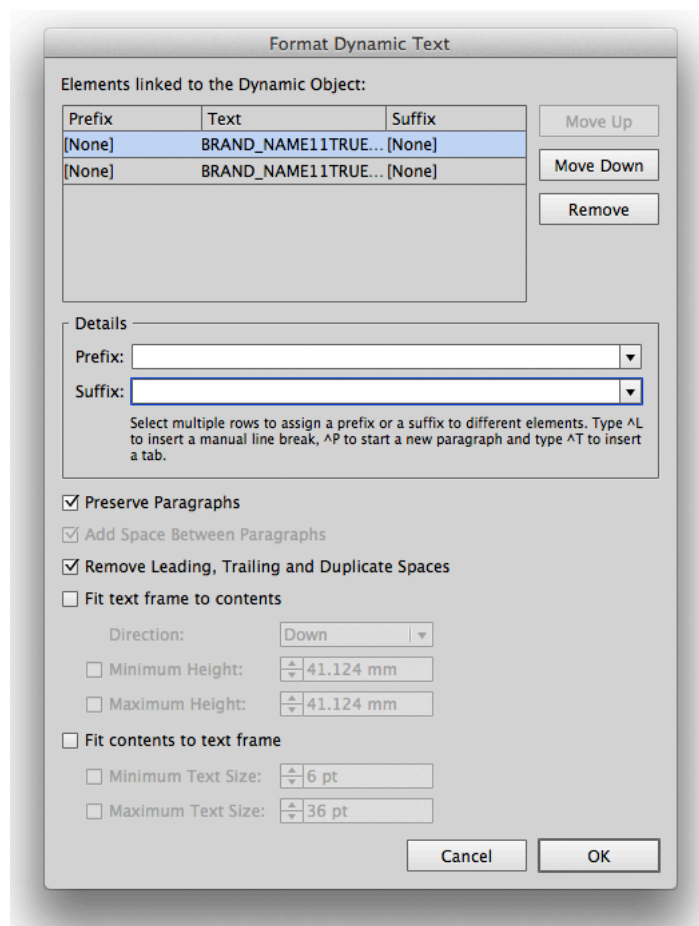 Format Dynamic Text
Elements linked to the Dynamic Object:
Prefix Text Suffix
[None] BRAND_NAME11TRUE... [None]
[None] BRAND_NAME11TRUE... [None]
Move Up
Move Down
Remove
Details
Prefix:
Suffix:
Select multiple rows to assign a prefix or a suffix to different elements. Type ^L
to insert a manual line break, ^P to start a new paragraph and type ^T to insert
a tab.
Preserve Paragraphs
Add Space Between Paragraphs
Remove Leading, Trailing and Duplicate Spaces
Fit text frame to contents
Direction: Down
Minimum Height: 41.124 mm
Maximum Height: 41.124 mm
Fit contents to text frame
Minimum Text Size: 6 pt
Maximum Text Size: 36 pt
Cancel OK